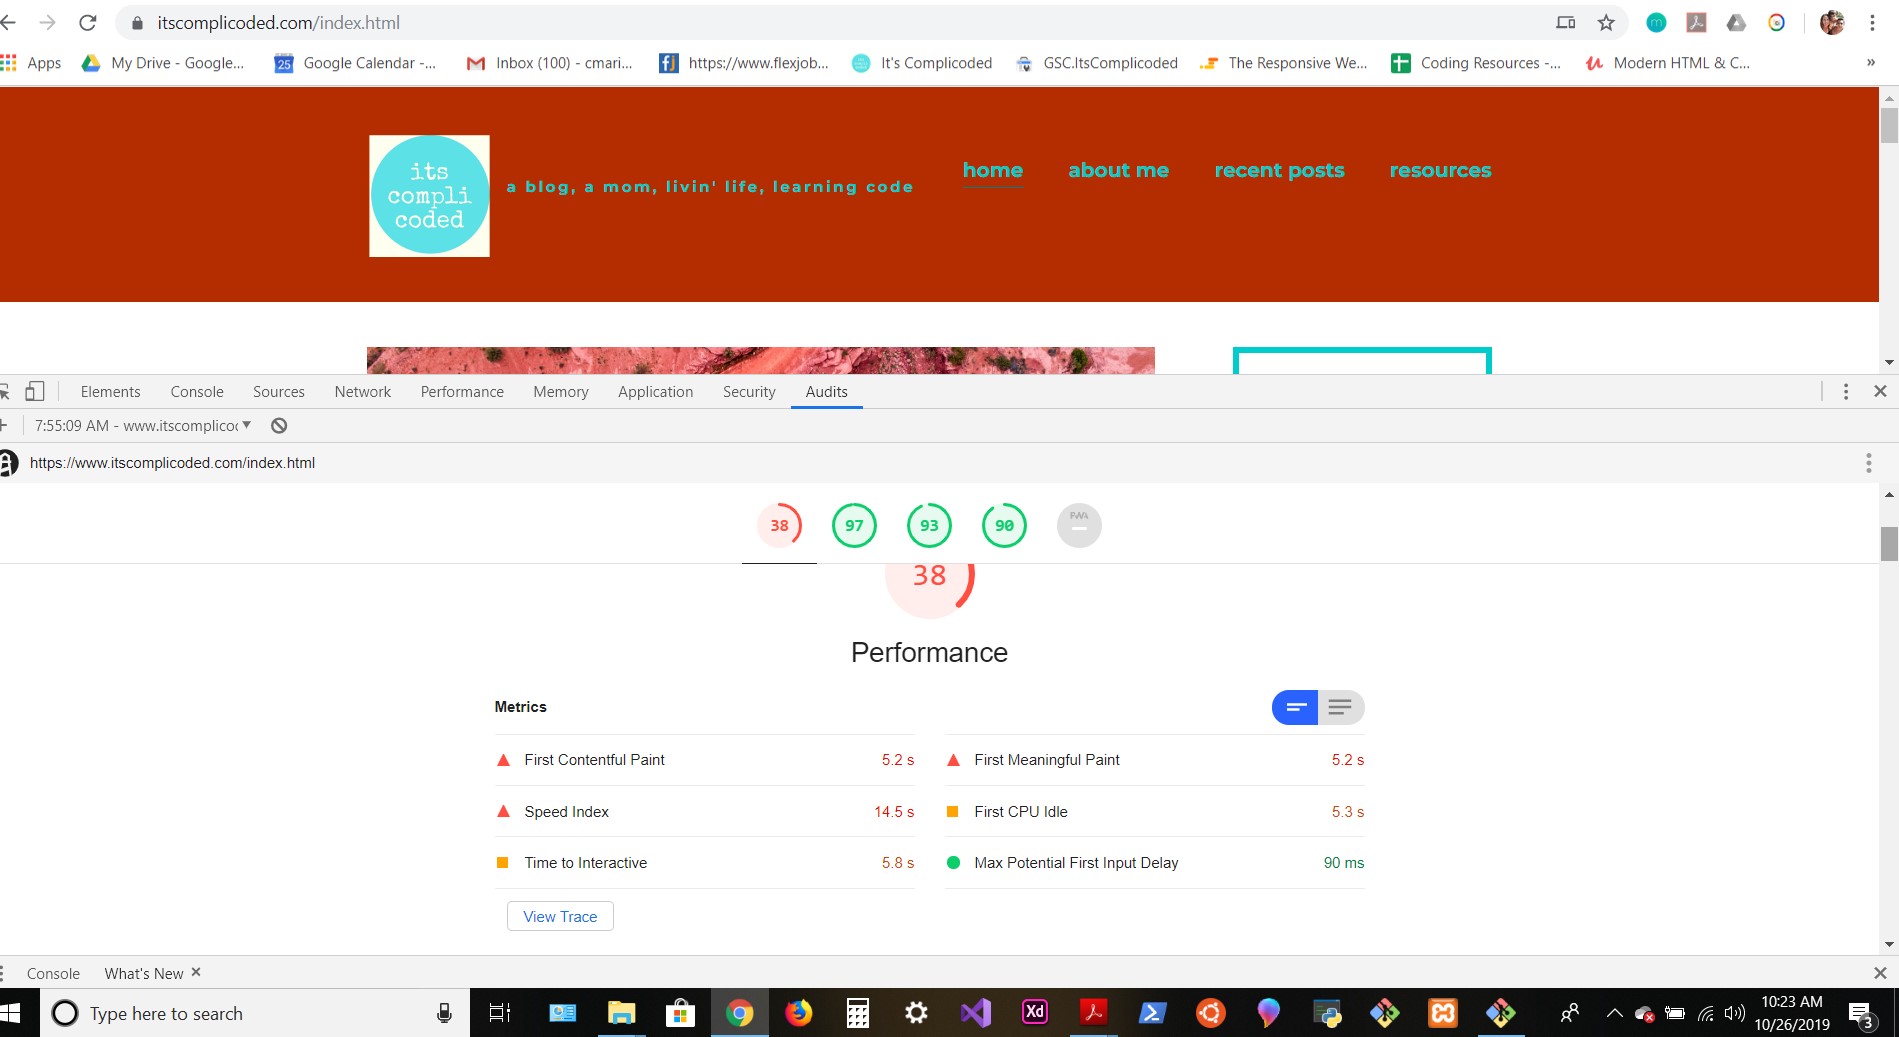 itscomplicoded.com/index.html
Apps My Drive - Google... 25 Google Calendar -... Inbox (100) - cmari... fj https://www.flexjob... It's Complicoded GSC.ItsComplicoded The Responsive We... Coding Resources -... Modern HTML & C... »
its
compli
coded
a blog, a mom, livin' life, learning code
home about me recent posts resources
Elements Console Sources Network Performance Memory Application Security Audits
7:55:09 AM - www.itscomplicoc
https://www.itscomplicoded.com/index.html
38 97 93 90 PWA
38
Performance
Metrics
First Contentful Paint 5.2 s First Meaningful Paint 5.2 s
Speed Index 14.5 s First CPU Idle 5.3 s
Time to Interactive 5.8 s Max Potential First Input Delay 90 ms
View Trace
Console What's New
Type here to search
Xd
10:23 AM
10/26/2019
3